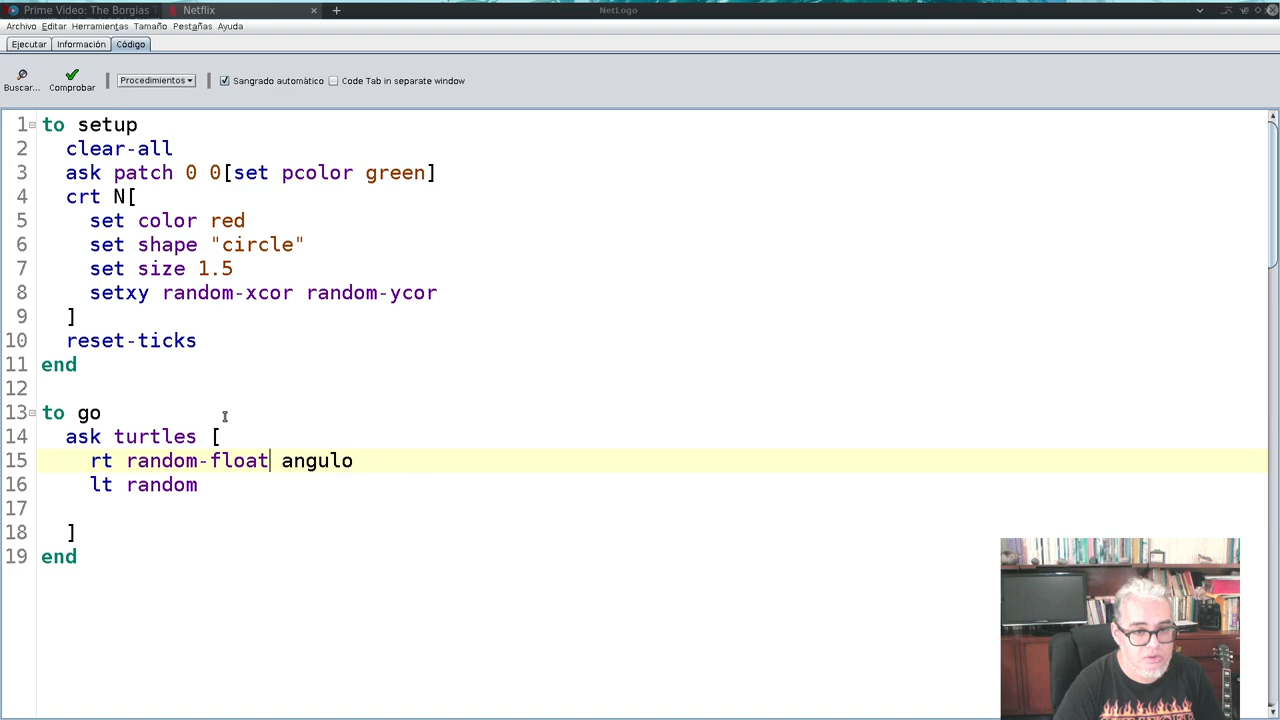 Prime Video: The Borgias
Netflix
NetLogo
Archivo Editar Herramientas Tamaño Pestañas Ayuda
Ejecutar Información Código
Buscar... Comprobar Procedimientos Sangrado automático Code Tab in separate window
1 to setup
2 clear-all
3 ask patch 0 0[set pcolor green]
4 crt N[
5 set color red
6 set shape "circle"
7 set size 1.5
8 setxy random-xcor random-ycor
9 ]
10 reset-ticks
11 end
12
13 to go
14 ask turtles [
15 rt random-float angulo
16 lt random
17
18 ]
19 end